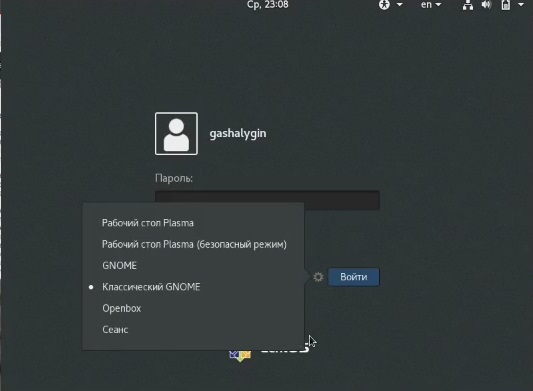 Ср, 23:08
en
gashalygin
Пароль:
Рабочий стол Plasma
Рабочий стол Plasma (безопасный режим)
GNOME
Классический GNOME
Войти
Openbox
Сеанс